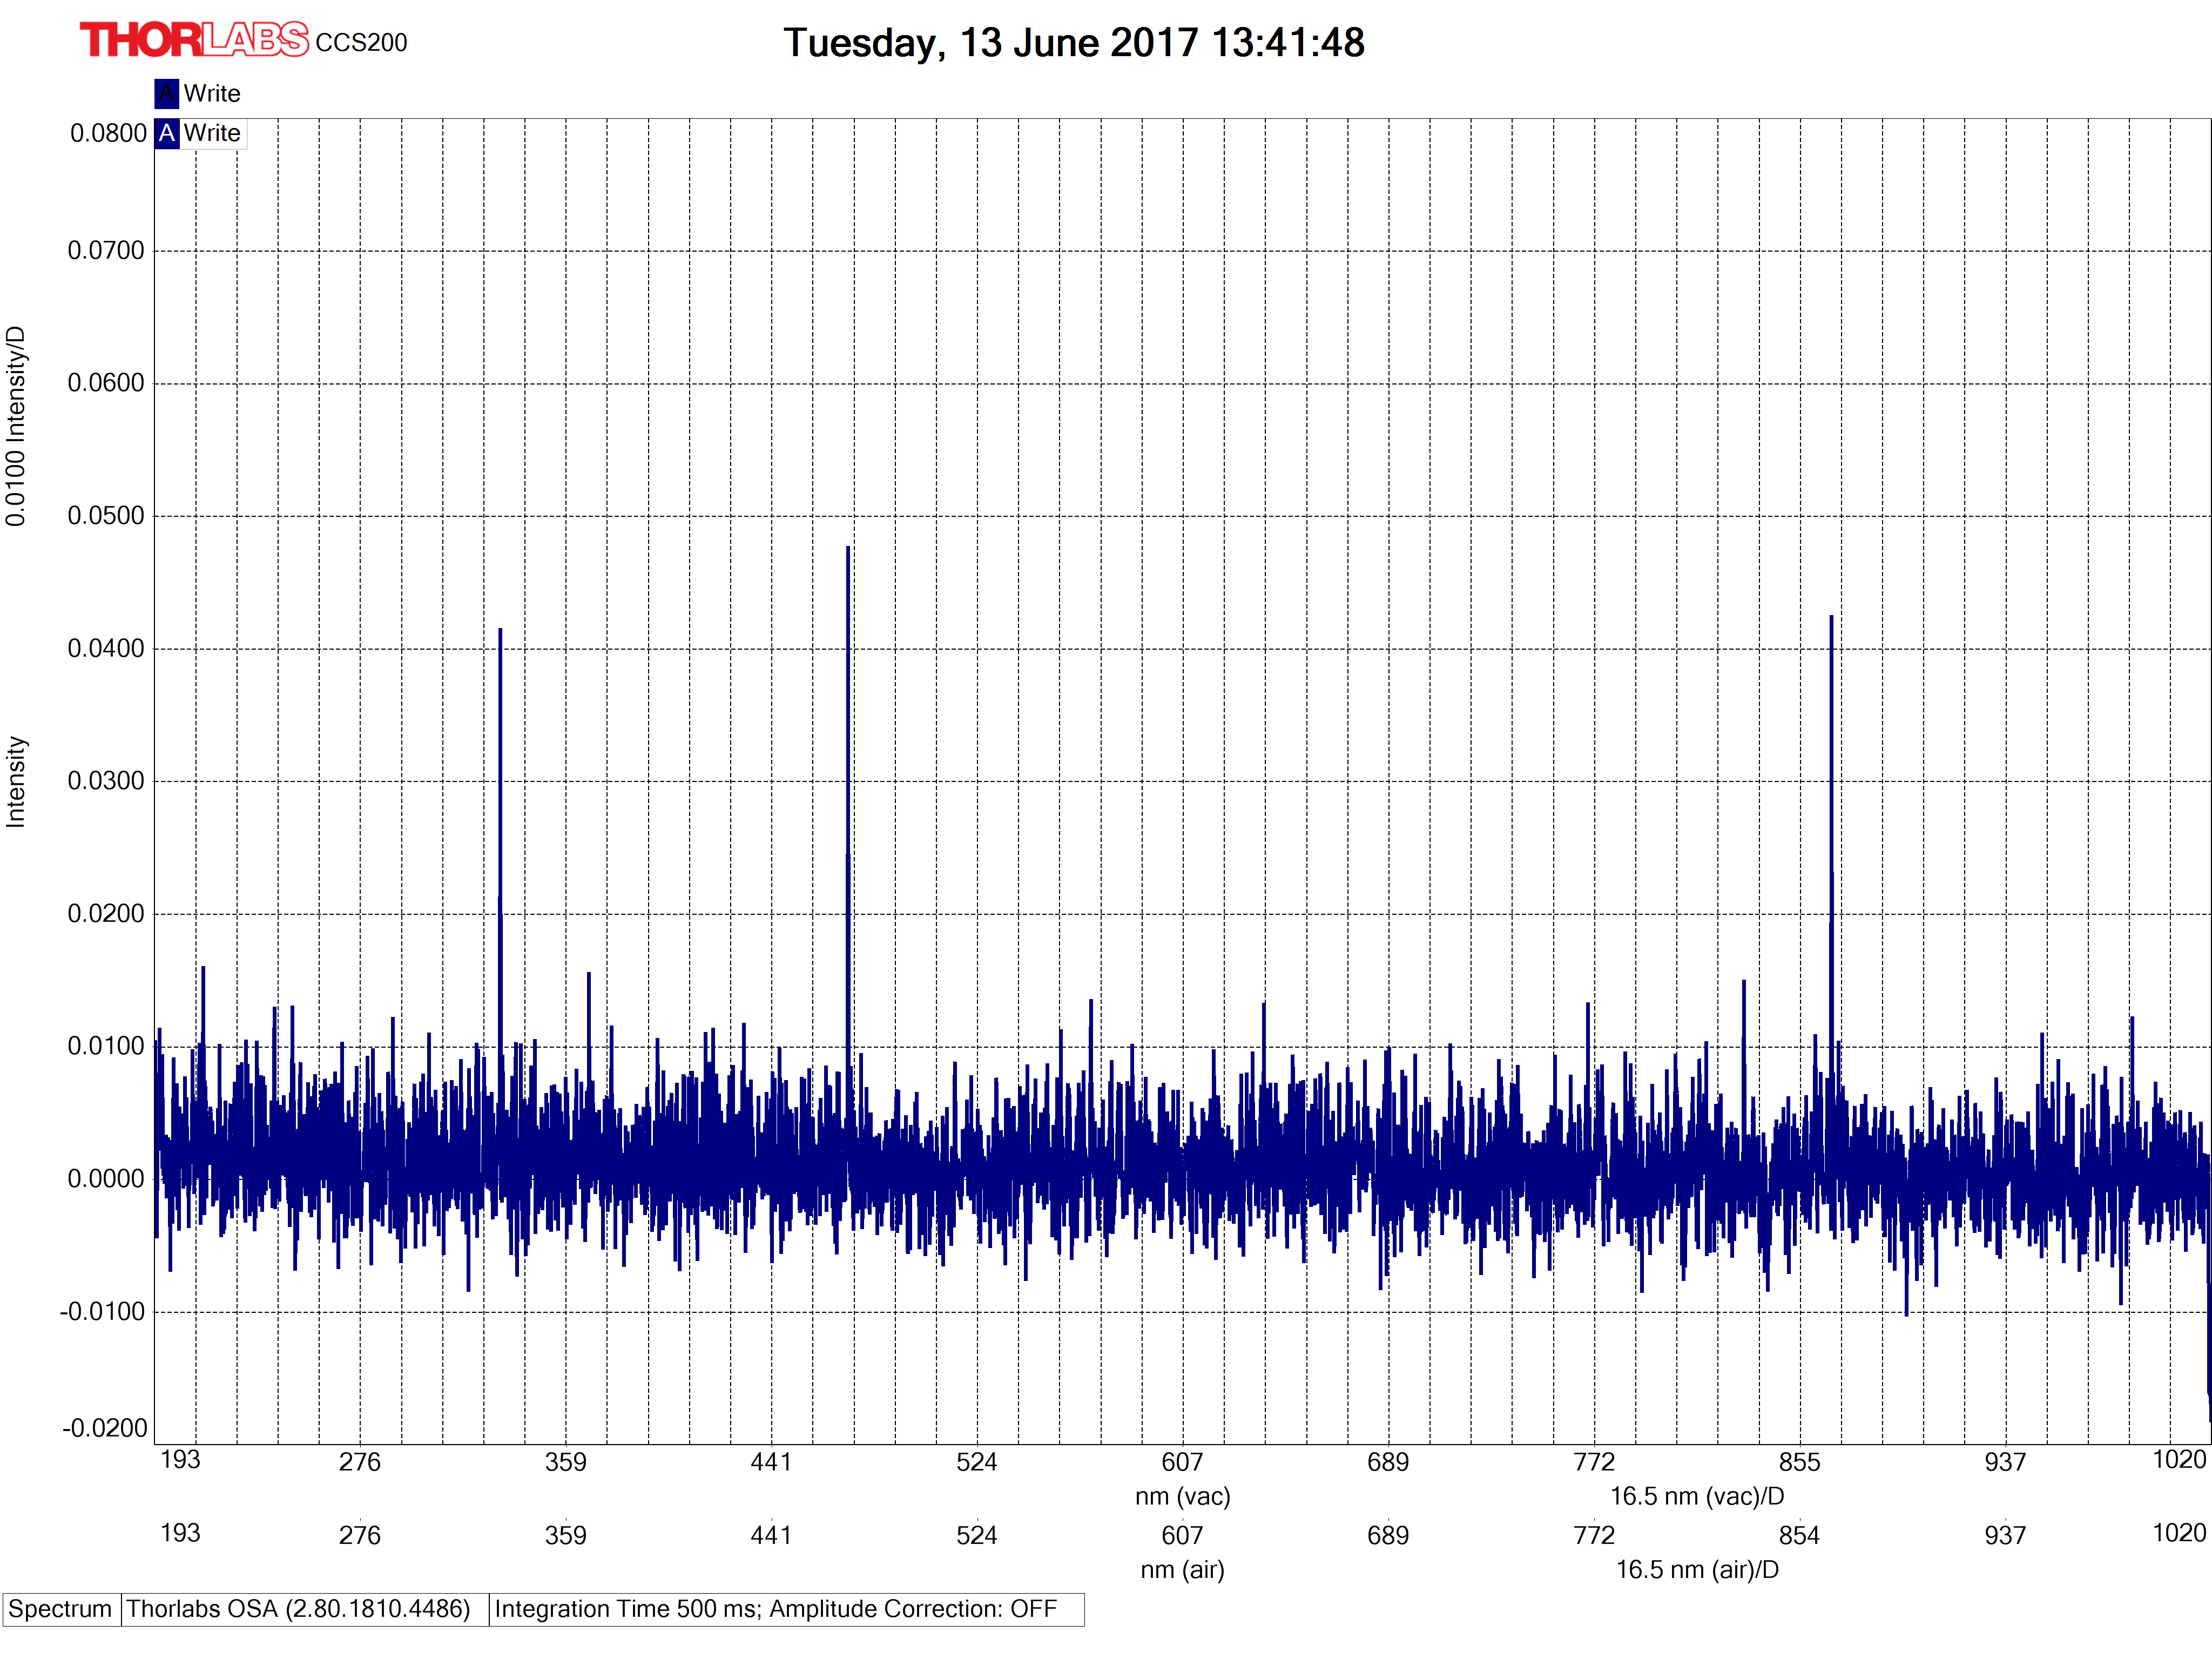 THORLABS CCS200
Tuesday, 13 June 2017 13:41:48
A Write
A Write
0.0800
0.0700
0.0600
0.0500
0.0400
0.0300
0.0200
0.0100
0.0000
-0.0100
-0.0200
0.0100 Intensity/D
Intensity
193 276 359 441 524 607 689 772 855 937 1020
nm (vac) 16.5 nm (vac)/D
193 276 359 441 524 607 689 772 854 937 1020
nm (air) 16.5 nm (air)/D
Spectrum Thorlabs OSA (2.80.1810.4486) Integration Time 500 ms; Amplitude Correction: OFF